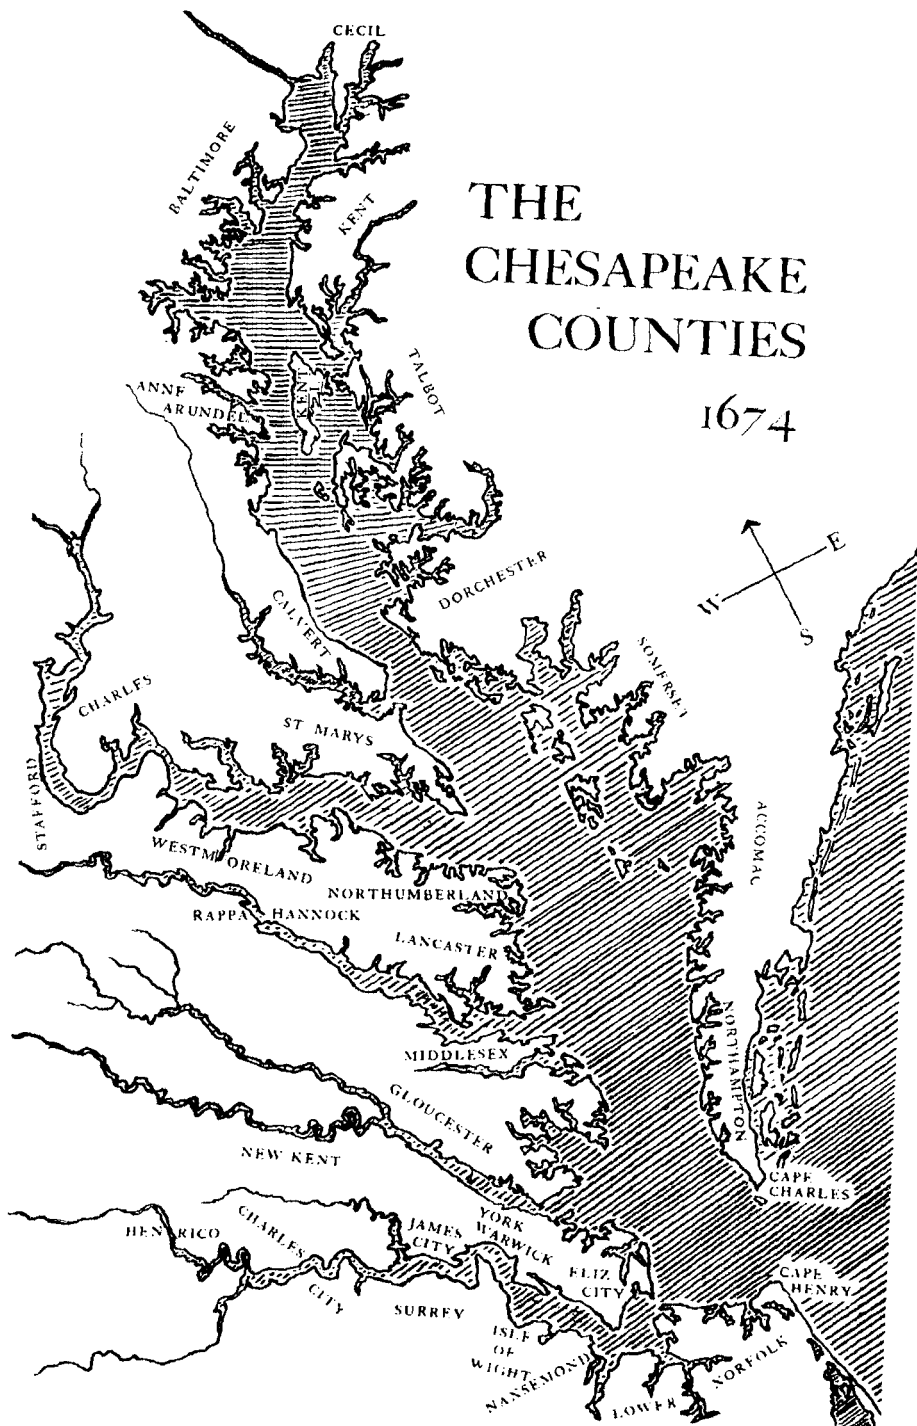 CECIL
BALTIMORE
KENT
THE
CHESAPEAKE
COUNTIES
1674
KENT
I.
TALBOT
ANNE
ARUNDEL
E
W
S
DORCHESTER
CALVERT
SOMERSET
CHARLES
ST MARYS
STAFFORD
ACCOMAC
WESTMORELAND
NORTHUMBERLAND
RAPPAHANNOCK
LANCASTER
NORTHAMPTON
MIDDLESEX
GLOUCESTER
NEW KENT
CAPE
CHARLES
HENRICO
CHARLES
CITY
JAMES
CITY
YORK
WARWICK
ELIZ
CITY
CAPE
HENRY
SURREY
ISLE
OF
WIGHT
NANSEMOND
LOWER NORFOLK